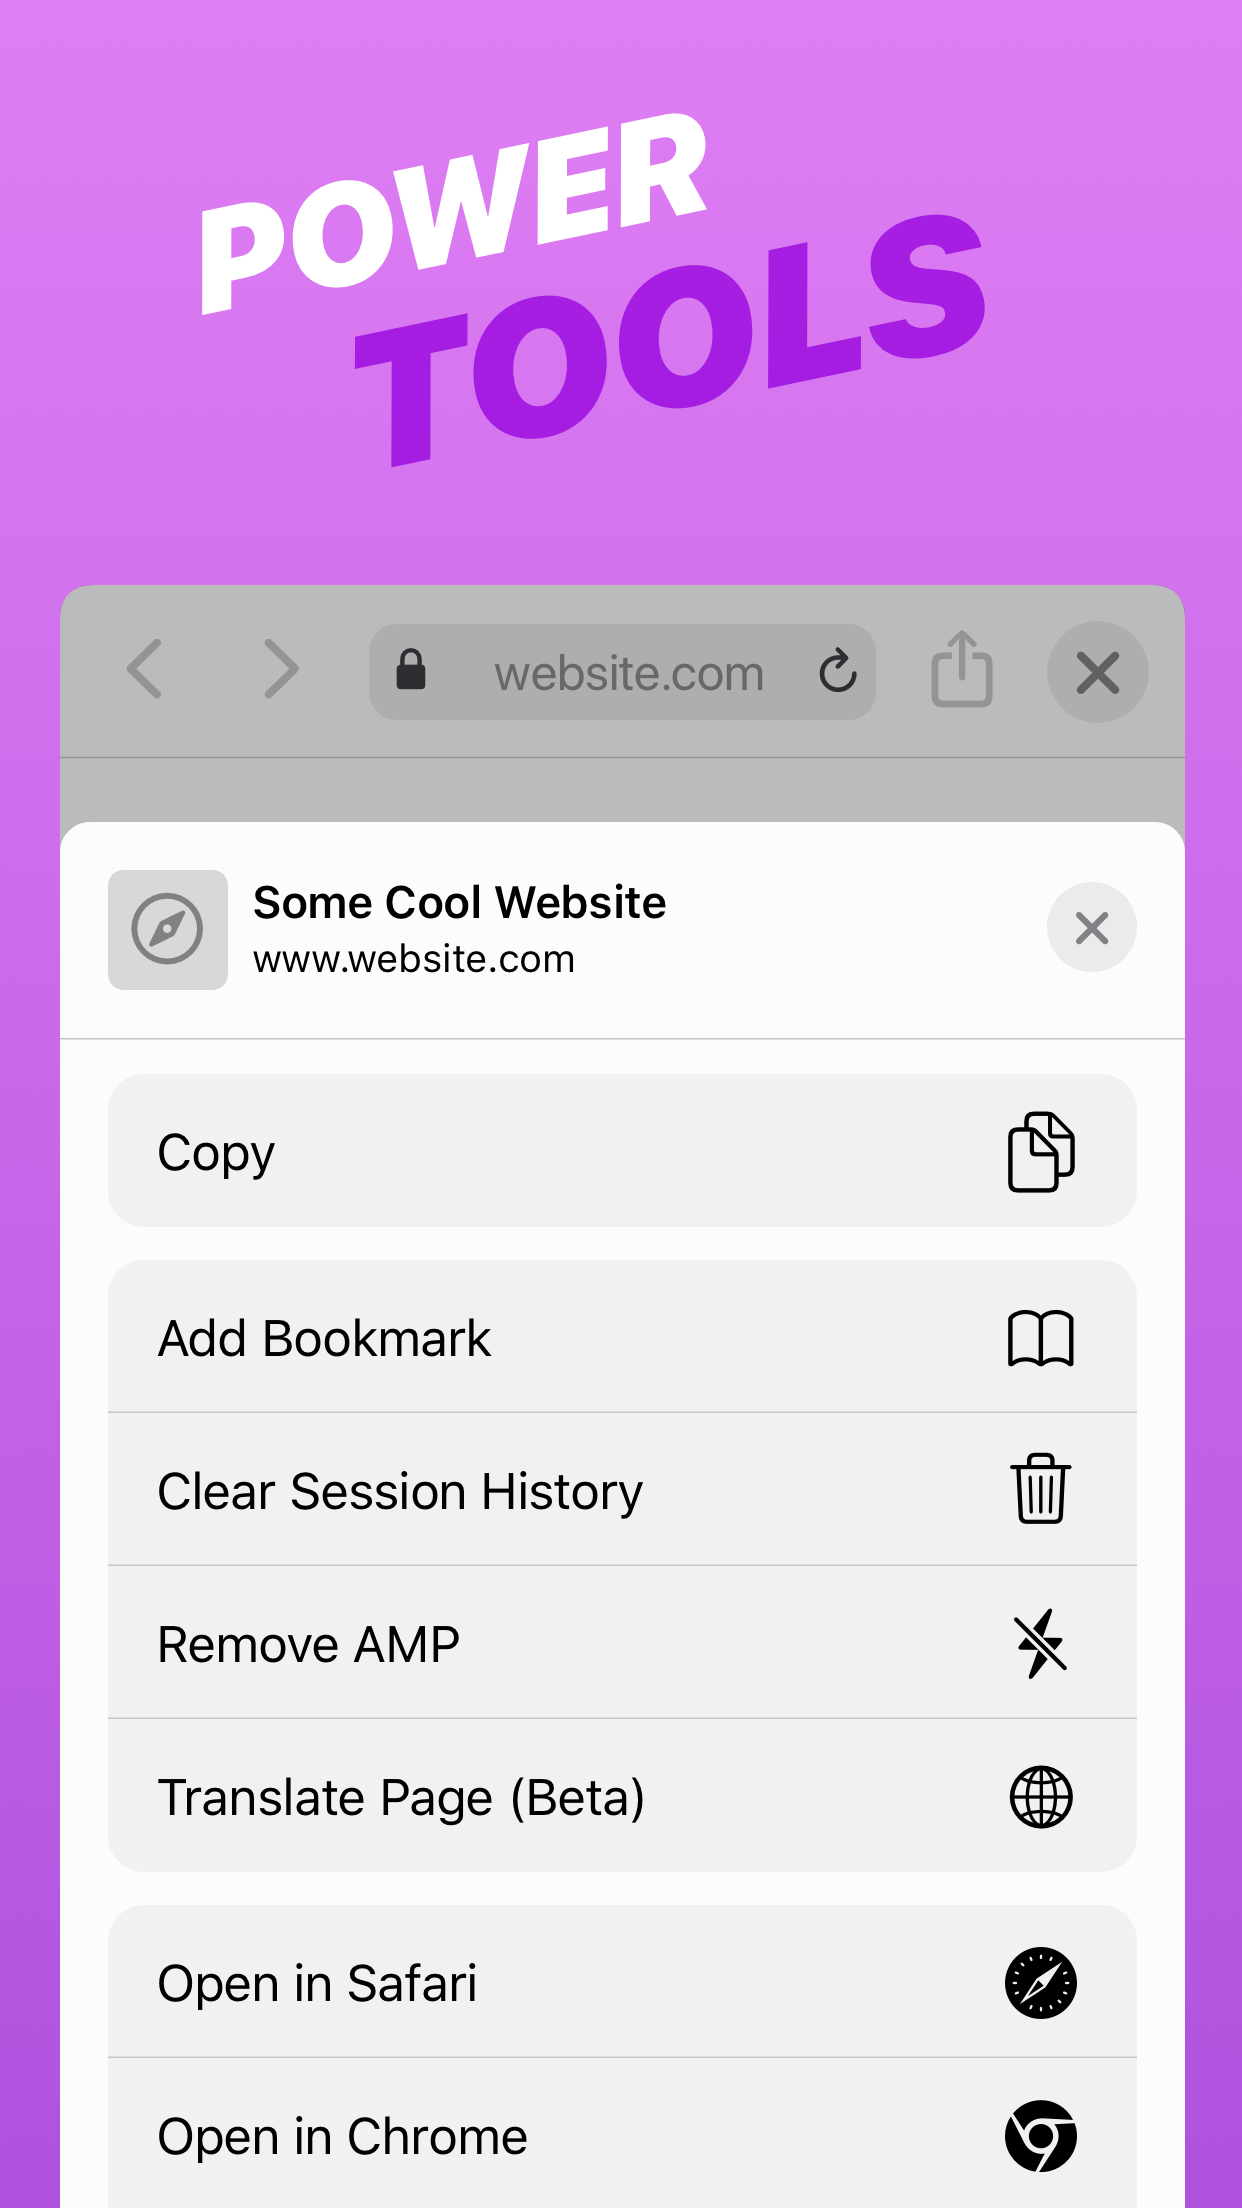 POWER
TOOLS
website.com
Some Cool Website
www.website.com
Copy
Add Bookmark
Clear Session History
Remove AMP
Translate Page (Beta)
Open in Safari
Open in Chrome